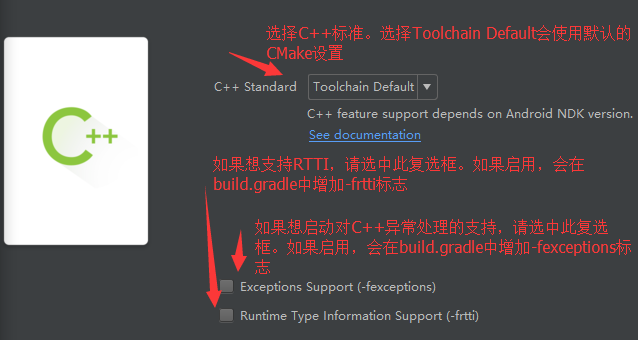 选择C++标准。选择Toolchain Default会使用默认的
CMake设置
C++
C++ Standard Toolchain Default
C++ feature support depends on Android NDK version.
See documentation
如果想支持RTTI，请选中此复选框。如果启用，会在
build.gradle中增加-frtti标志
如果想启动对C++异常处理的支持，请选中此复选
框。如果启用，会在build.gradle中增加-fexceptions标
志
Exceptions Support (-fexceptions)
Runtime Type Information Support (-frtti)